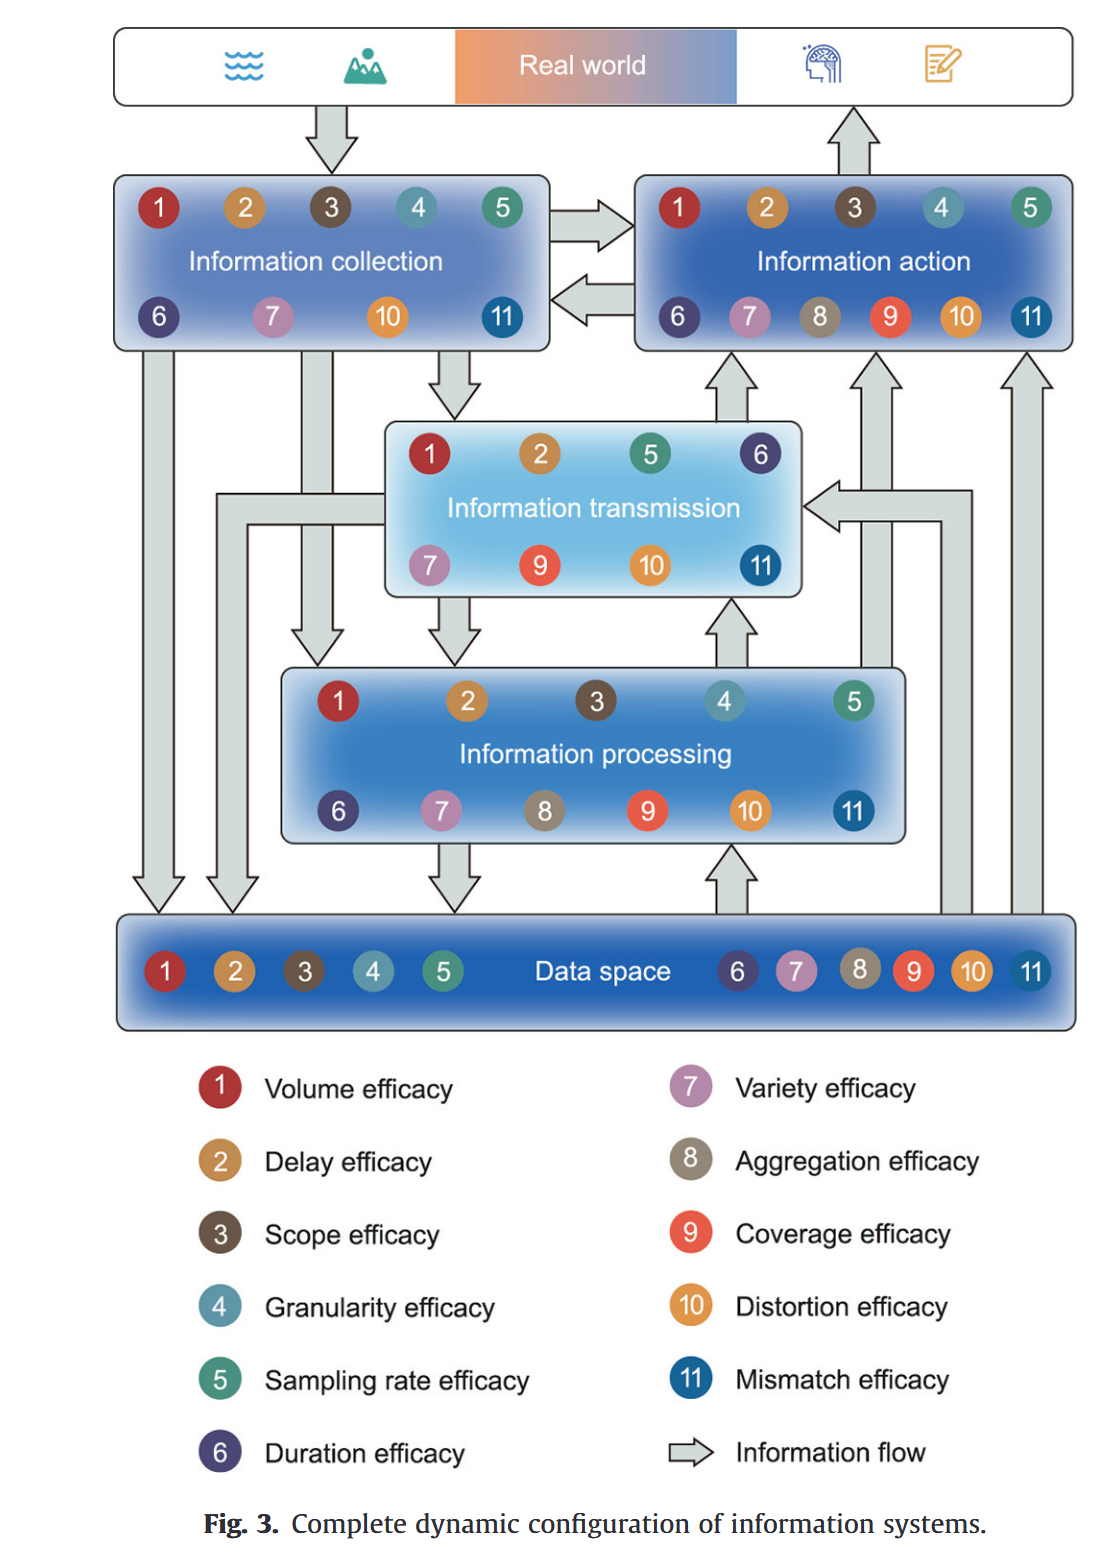 Real world
1 2 3 4 5
Information collection
6 7 10 11
1 2 3 4 5
Information action
6 7 8 9 10 11
1 2 5 6
Information transmission
7 9 10 11
1 2 3 4 5
Information processing
6 7 8 9 10 11
1 2 3 4 5 Data space 6 7 8 9 10 11
1 Volume efficacy
2 Delay efficacy
3 Scope efficacy
4 Granularity efficacy
5 Sampling rate efficacy
6 Duration efficacy
7 Variety efficacy
8 Aggregation efficacy
9 Coverage efficacy
10 Distortion efficacy
11 Mismatch efficacy
Information flow
Fig. 3. Complete dynamic configuration of information systems.